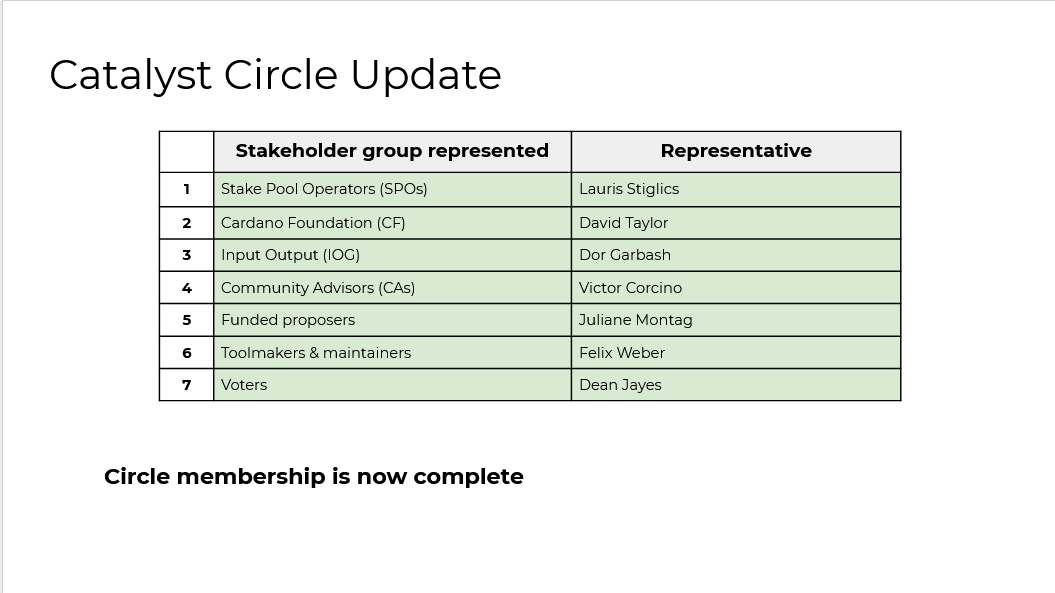 Catalyst Circle Update
Stakeholder group represented Representative
1 Stake Pool Operators (SPOs) Lauris Stiglics
2 Cardano Foundation (CF) David Taylor
3 Input Output (IOG) Dor Garbash
4 Community Advisors (CAs) Victor Corcino
5 Funded proposers Juliane Montag
6 Toolmakers & maintainers Felix Weber
7 Voters Dean Jayes
Circle membership is now complete